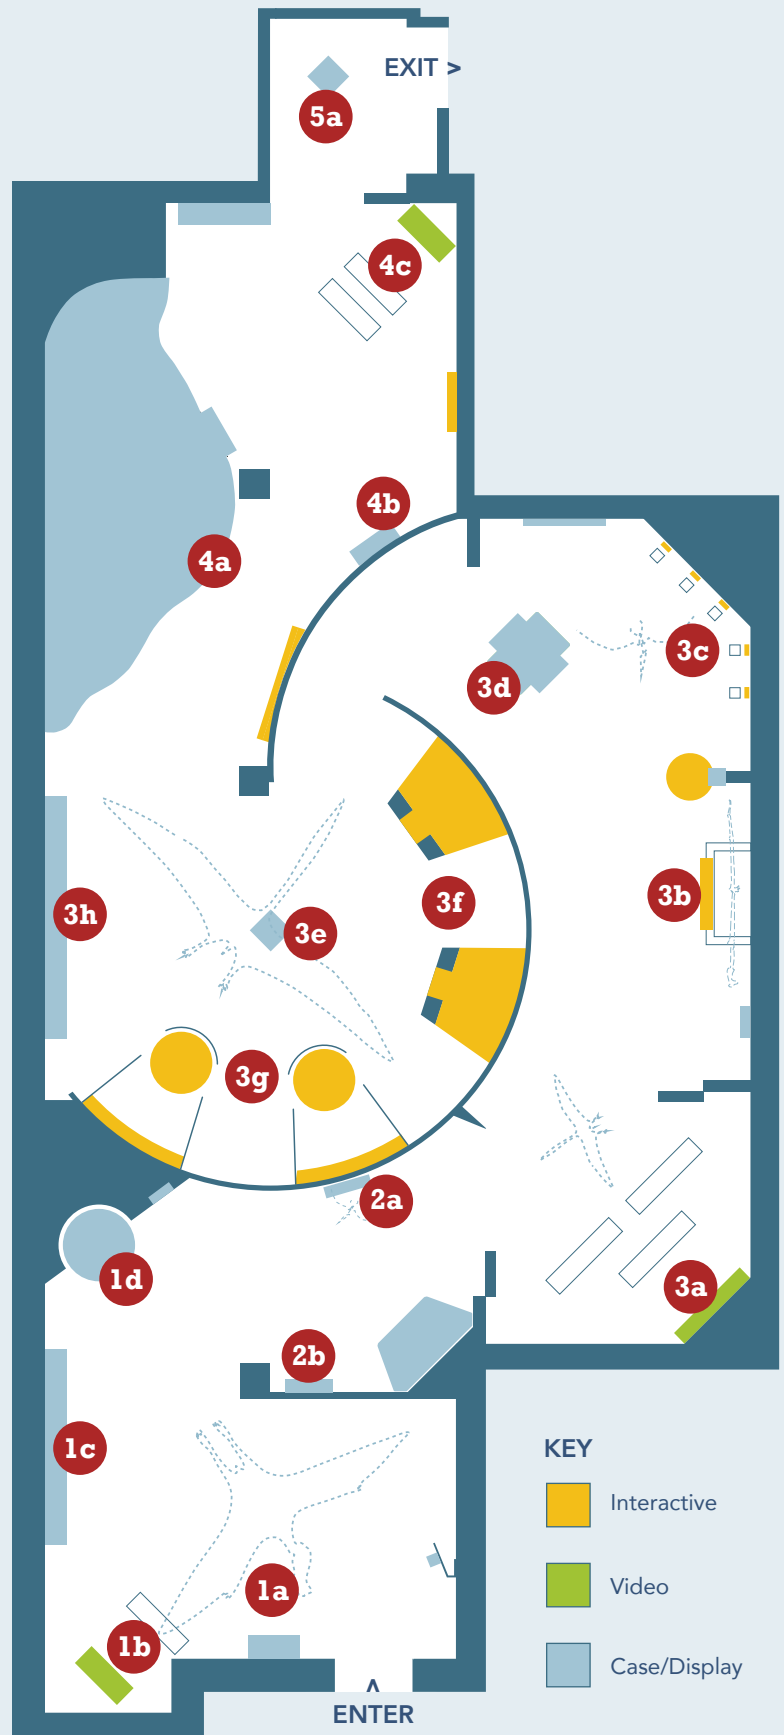 EXIT >
5a
4c
4b
4a
3c
3d
3b
3f
3h
3e
3g
2a
1d
3a
2b
1c
KEY
Interactive
Video
1a
1b
Case/Display
ENTER